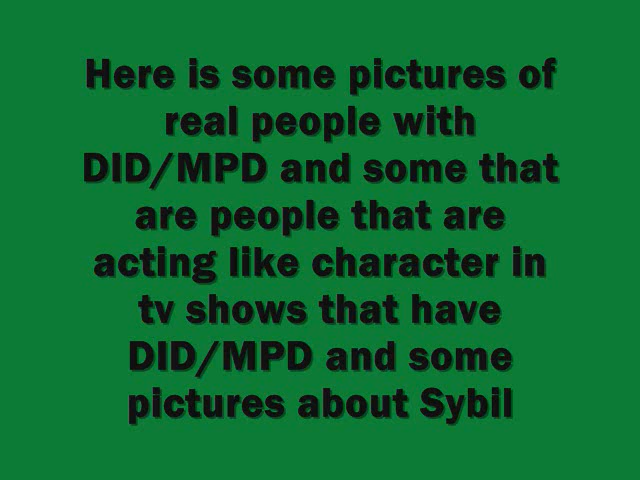 Here is some pictures of
real people with
DID/MPD and some that
are people that are
acting like character in
tv shows that have
DID/MPD and some
pictures about Sybil